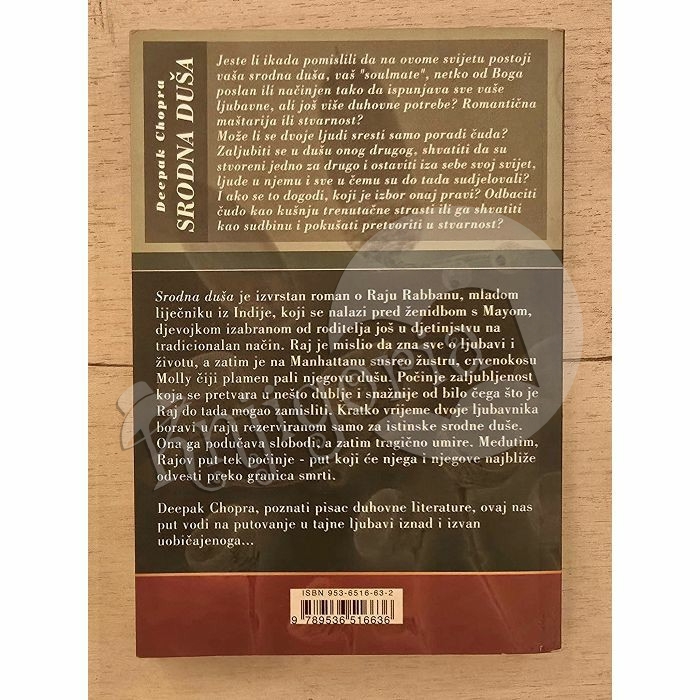 Deepak Chopra
SRODNA DUŠA
Jeste li ikada pomislili da na ovome svijetu postoji
vaša srodna duša, vaš "soulmate", netko od Boga
poslan ili načinjen tako da ispunjava sve vaše
ljubavne, ali još više duhovne potrebe? Romantična
maštarija ili stvarnost?
Može li se dvoje ljudi sresti samo poradi čuda?
Zaljubiti se u dušu onog drugog, shvatiti da su
stvoreni jedno za drugo i ostaviti iza sebe svoj svijet,
ljude u njemu i sve u čemu su do tada sudjelovali?
I ako se to dogodi, koji je izbor onaj pravi? Odbaciti
čudo kao kušnju trenutačne strasti ili ga shvatiti
kao sudbinu i pokušati pretvoriti u stvarnost?
Srodna duša je izvrstan roman o Raju Rabbanu, mladom
liječniku iz Indije, koji se nalazi pred ženidbom s Mayom,
djevojkom izabranom od roditelja još u djetinjstvu na
tradicionalan način. Raj je mislio da zna sve o ljubavi i
životu, a zatim je na Manhattanu susreo žustru, crvenokosu
Molly čiji plamen pali njegovu dušu. Počinje zaljubljenost
koja se pretvara u nešto dublje i snažnije od bilo čega što je
Raj do tada mogao zamisliti. Kratko vrijeme dvoje ljubavnika
boravi u raju rezerviranom samo za istinske srodne duše.
Ona ga podučava slobodi, a zatim tragično umire. Međutim,
Rajov put tek počinje - put koji će njega i njegove najbliže
odvesti preko granica smrti.
Deepak Chopra, poznati pisac duhovne literature, ovaj nas
put vodi na putovanje u tajne ljubavi iznad i izvan
uobičajenoga...
ISBN 953-6516-63-2
9 789536 516636